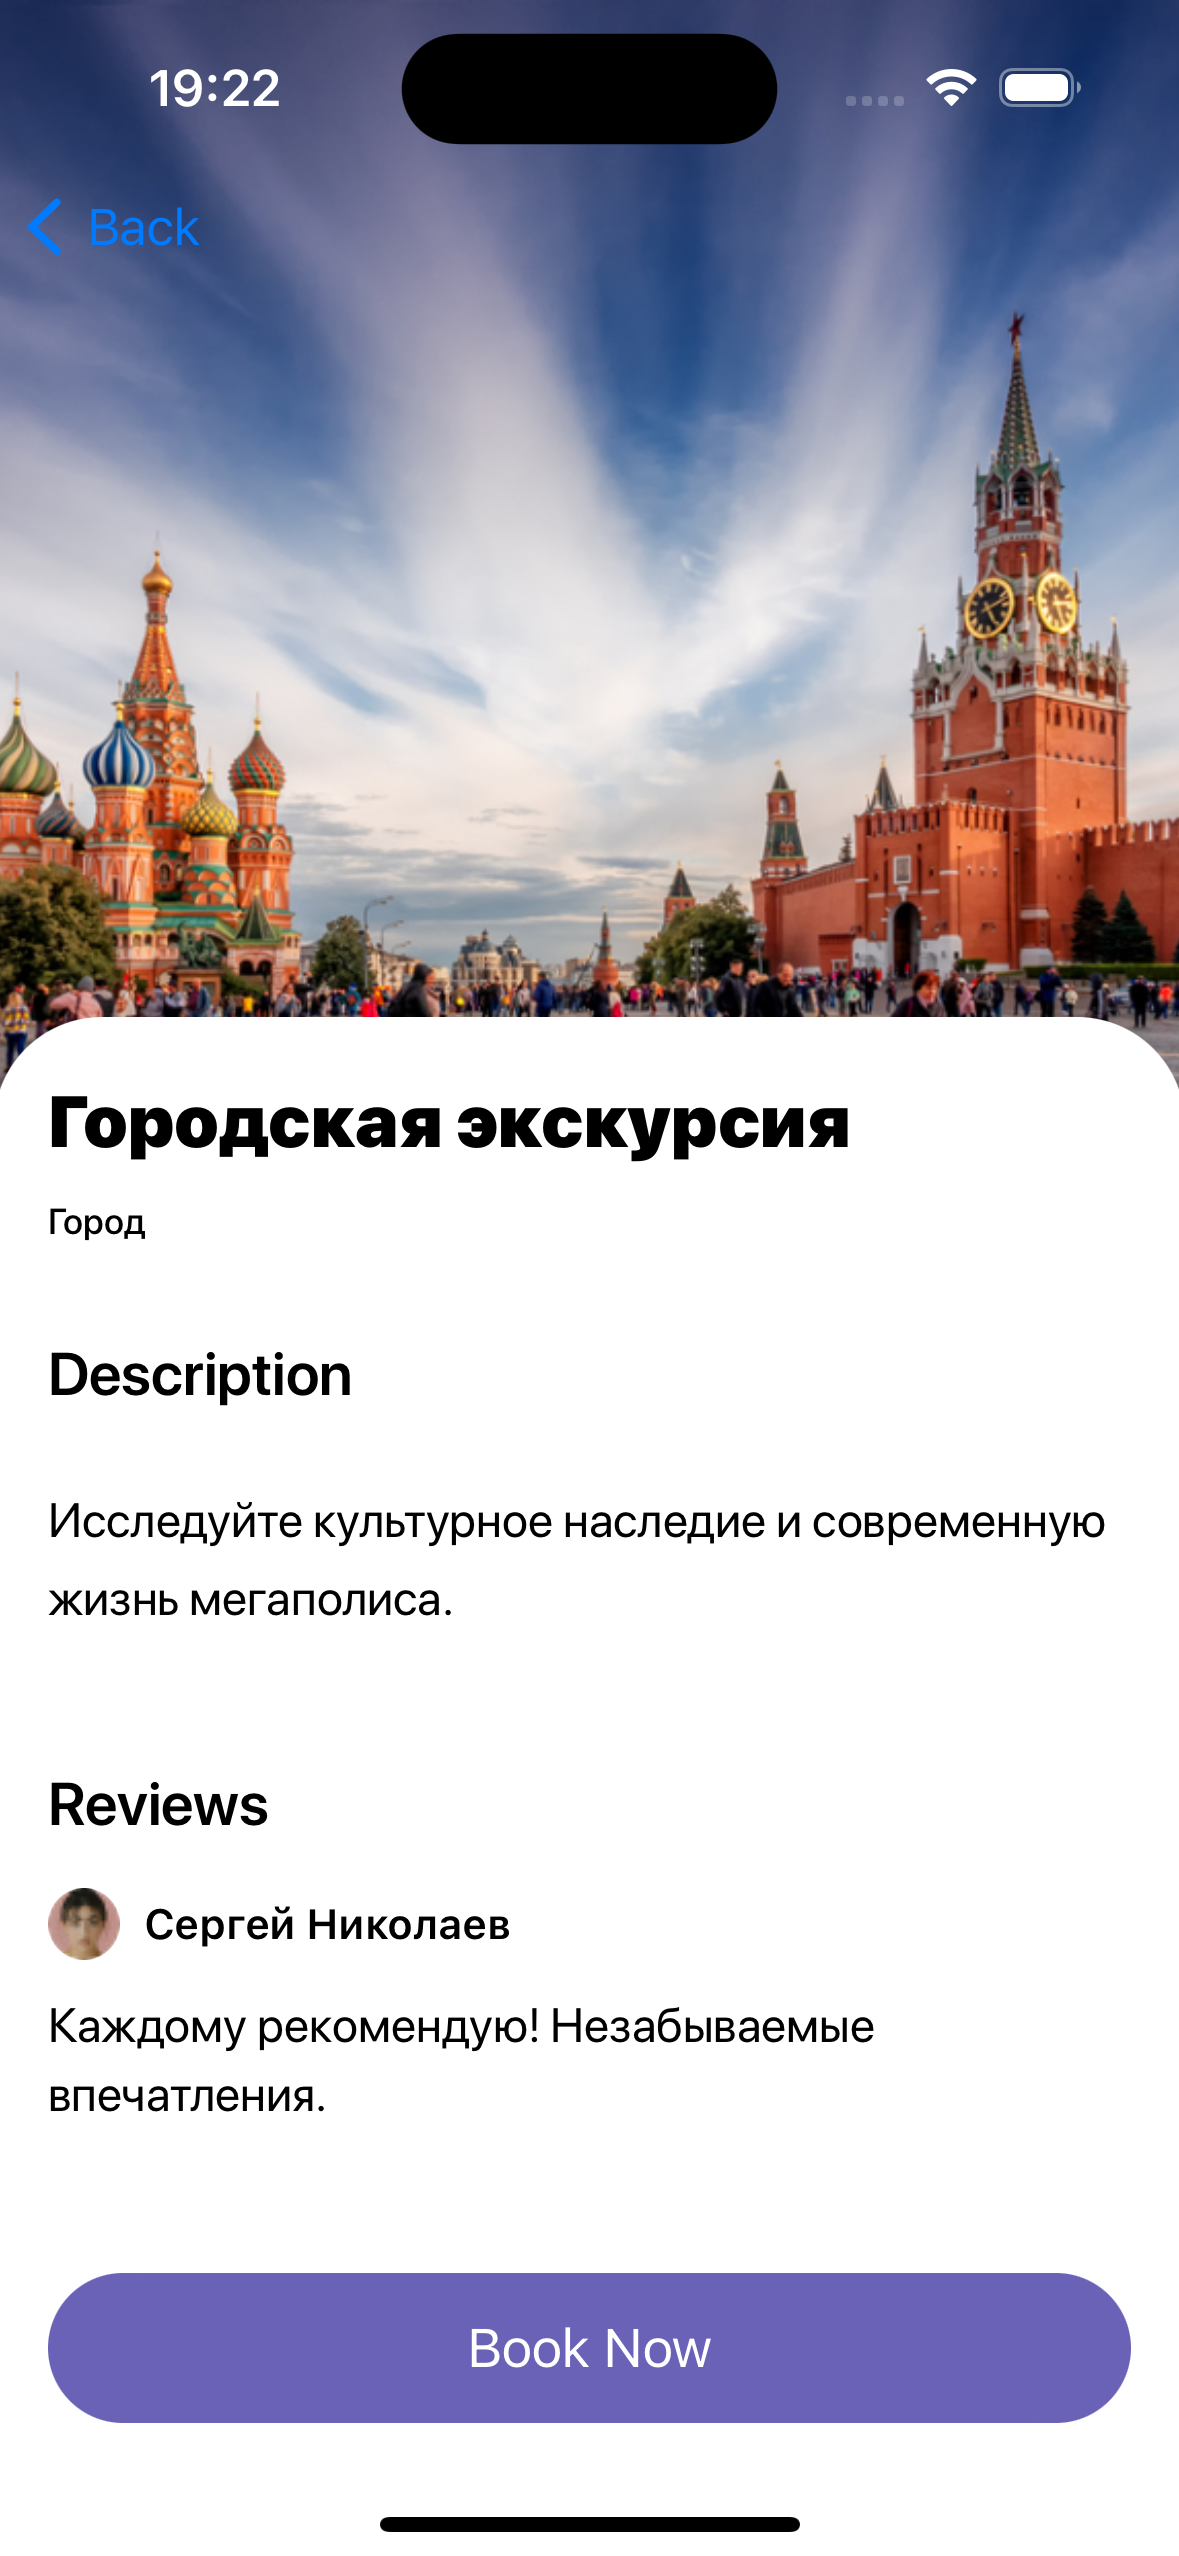 19:22
Back
Городская экскурсия
Город
Description
Исследуйте культурное наследие и современную
жизнь мегаполиса.
Reviews
Сергей Николаев
Каждому рекомендую! Незабываемые
впечатления.
Book Now